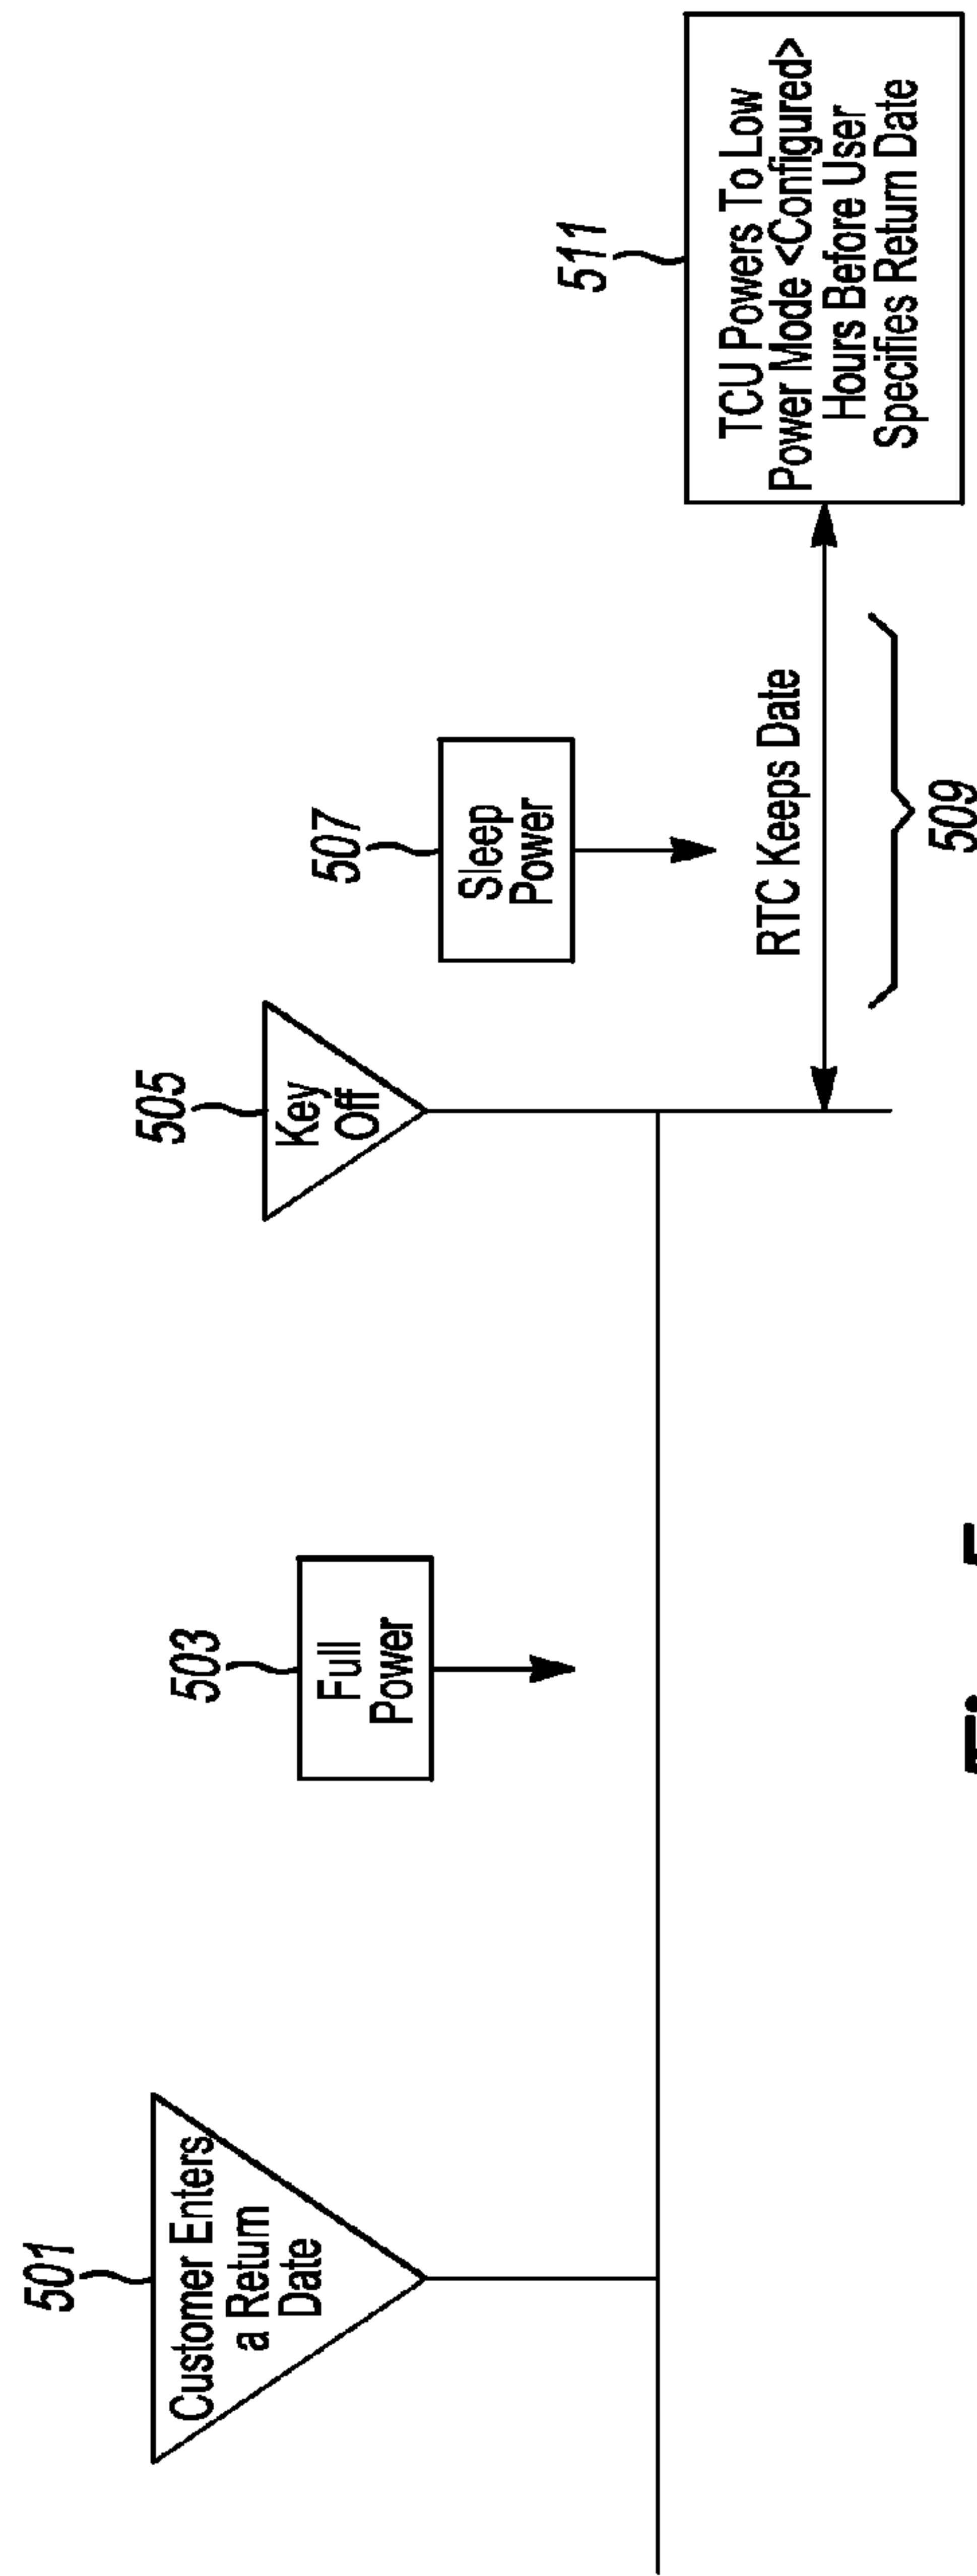 501
Customer Enters
a Return
Date
503
Full
Power
505
Key
Off
507
Sleep
Power
RTC Keeps Date
509
511
TCU Powers To Low
Power Mode <Configured>
Hours Before User
Specifies Return Date